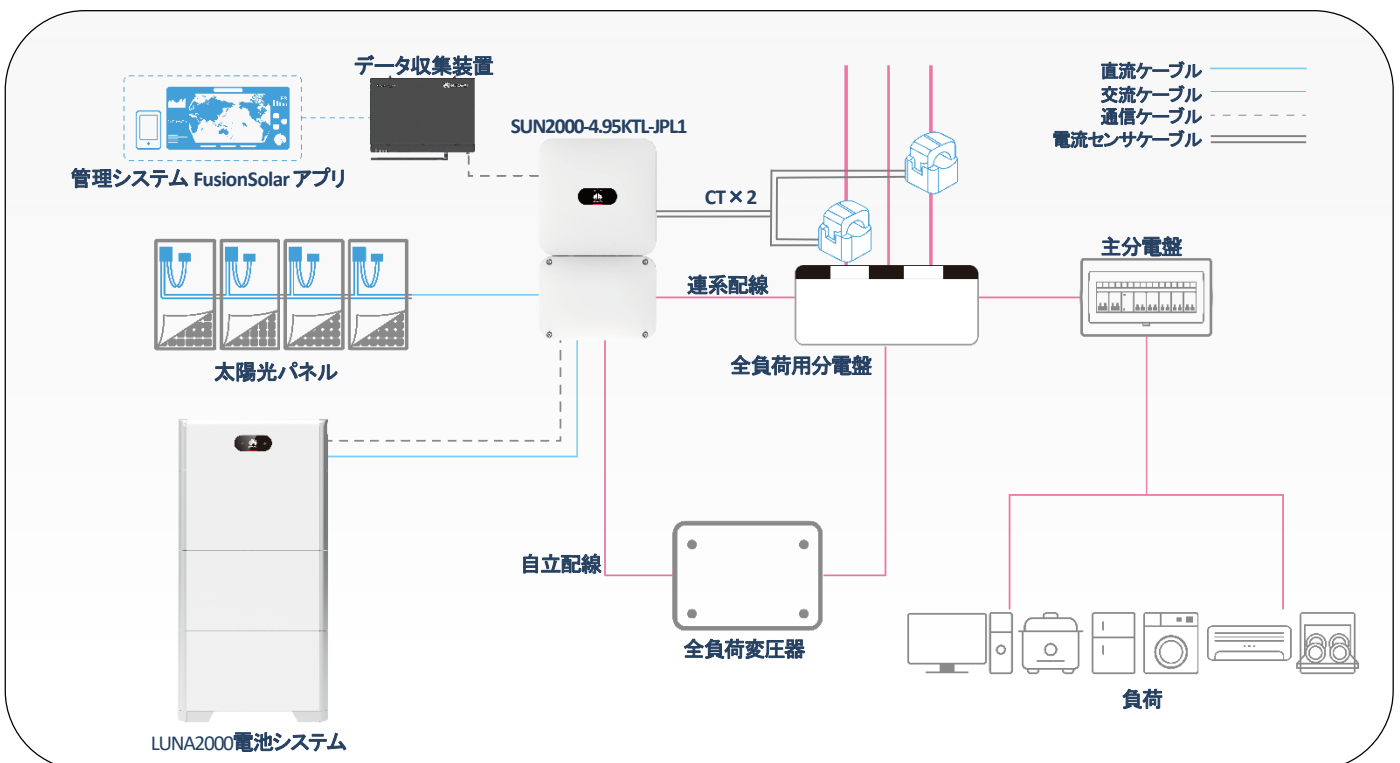 データ収集装置
直流ケーブル
交流ケーブル
通信ケーブル
電流センサケーブル
SUN2000-4.95KTL-JPL1
管理システム FusionSolar アプリ
CT×2
主分電盤
連系配線
太陽光パネル
全負荷用分電盤
自立配線
全負荷変圧器
負荷
LUNA2000電池システム